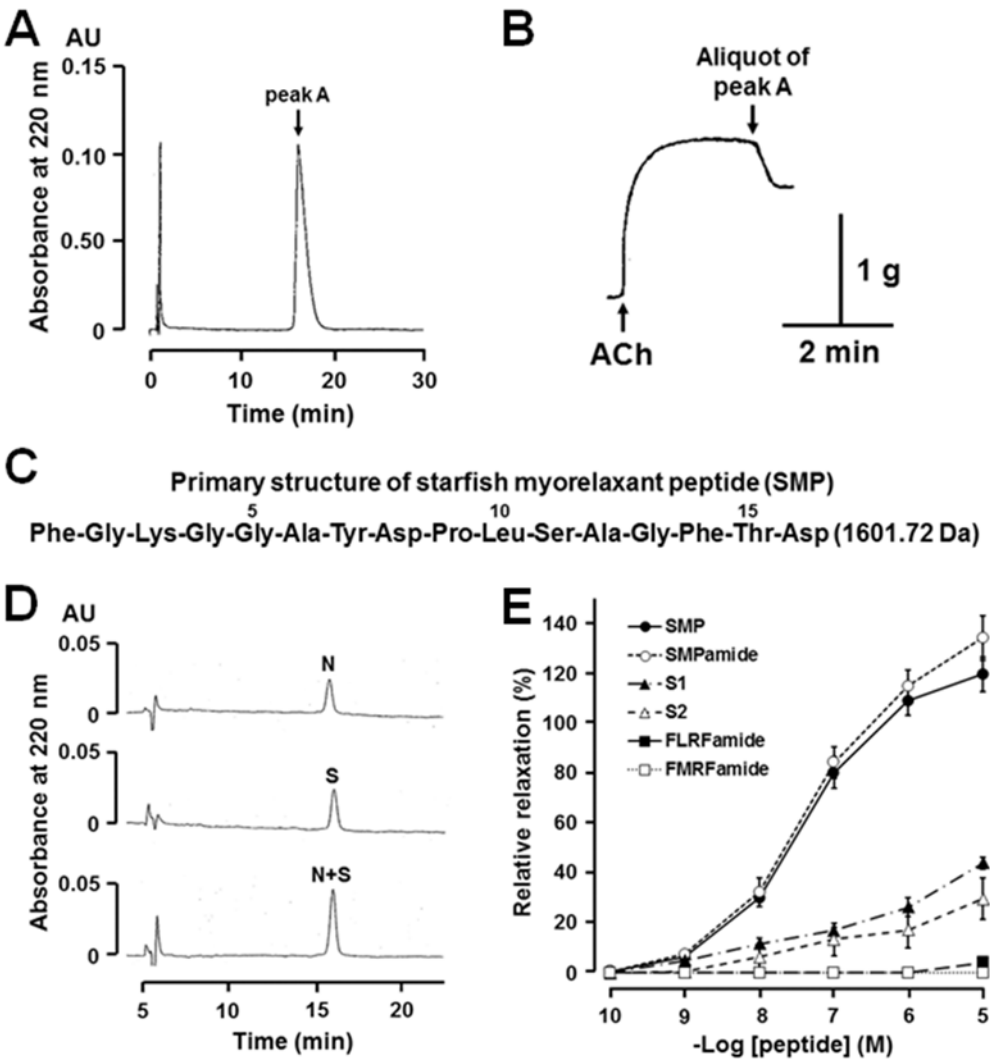 A
AU
0.15
0.10
0.50
0
Absorbance at 220 nm
peak A
0 10 20 30
Time (min)
B
Aliquot of
peak A
ACh
1 g
2 min
C
Primary structure of starfish myorelaxant peptide (SMP)
5 10 15
Phe-Gly-Lys-Gly-Gly-Ala-Tyr-Asp-Pro-Leu-Ser-Ala-Gly-Phe-Thr-Asp (1601.72 Da)
D
AU
0.05
0
N
0.05
0
S
0.05
0
N+S
Absorbance at 220 nm
5 10 15 20
Time (min)
E
SMP
SMPamide
S1
S2
FLRFamide
FMRFamide
140
120
100
80
60
40
20
0
Relative relaxation (%)
10 9 8 7 6 5
-Log [peptide] (M)